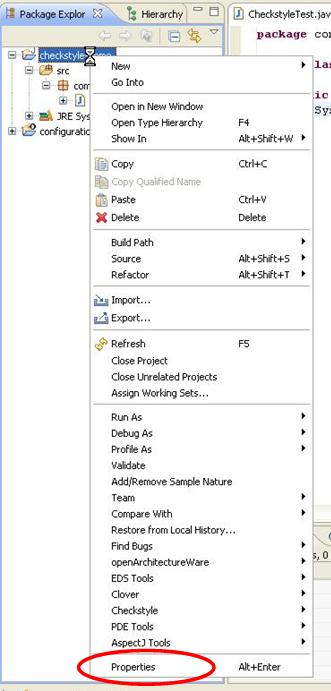 Package Explor Hierarchy
CheckstyleTest.jav
package co
checkstyle
src
com
J
JRE Sys
configuration
las
ic
Sys
New
Go Into
Open in New Window
Open Type Hierarchy F4
Show In Alt+Shift+W
Copy Ctrl+C
Copy Qualified Name
Paste Ctrl+V
Delete Delete
Build Path
Source Alt+Shift+S
Refactor Alt+Shift+T
Import...
Export...
Refresh F5
Close Project
Close Unrelated Projects
Assign Working Sets...
Run As
Debug As
Profile As
Validate
Add/Remove Sample Nature
Team
Compare With
Restore from Local History...
Find Bugs
s, 0
openArchitectureWare
EDS Tools
Clover
Checkstyle
PDE Tools
AspectJ Tools
Properties Alt+Enter